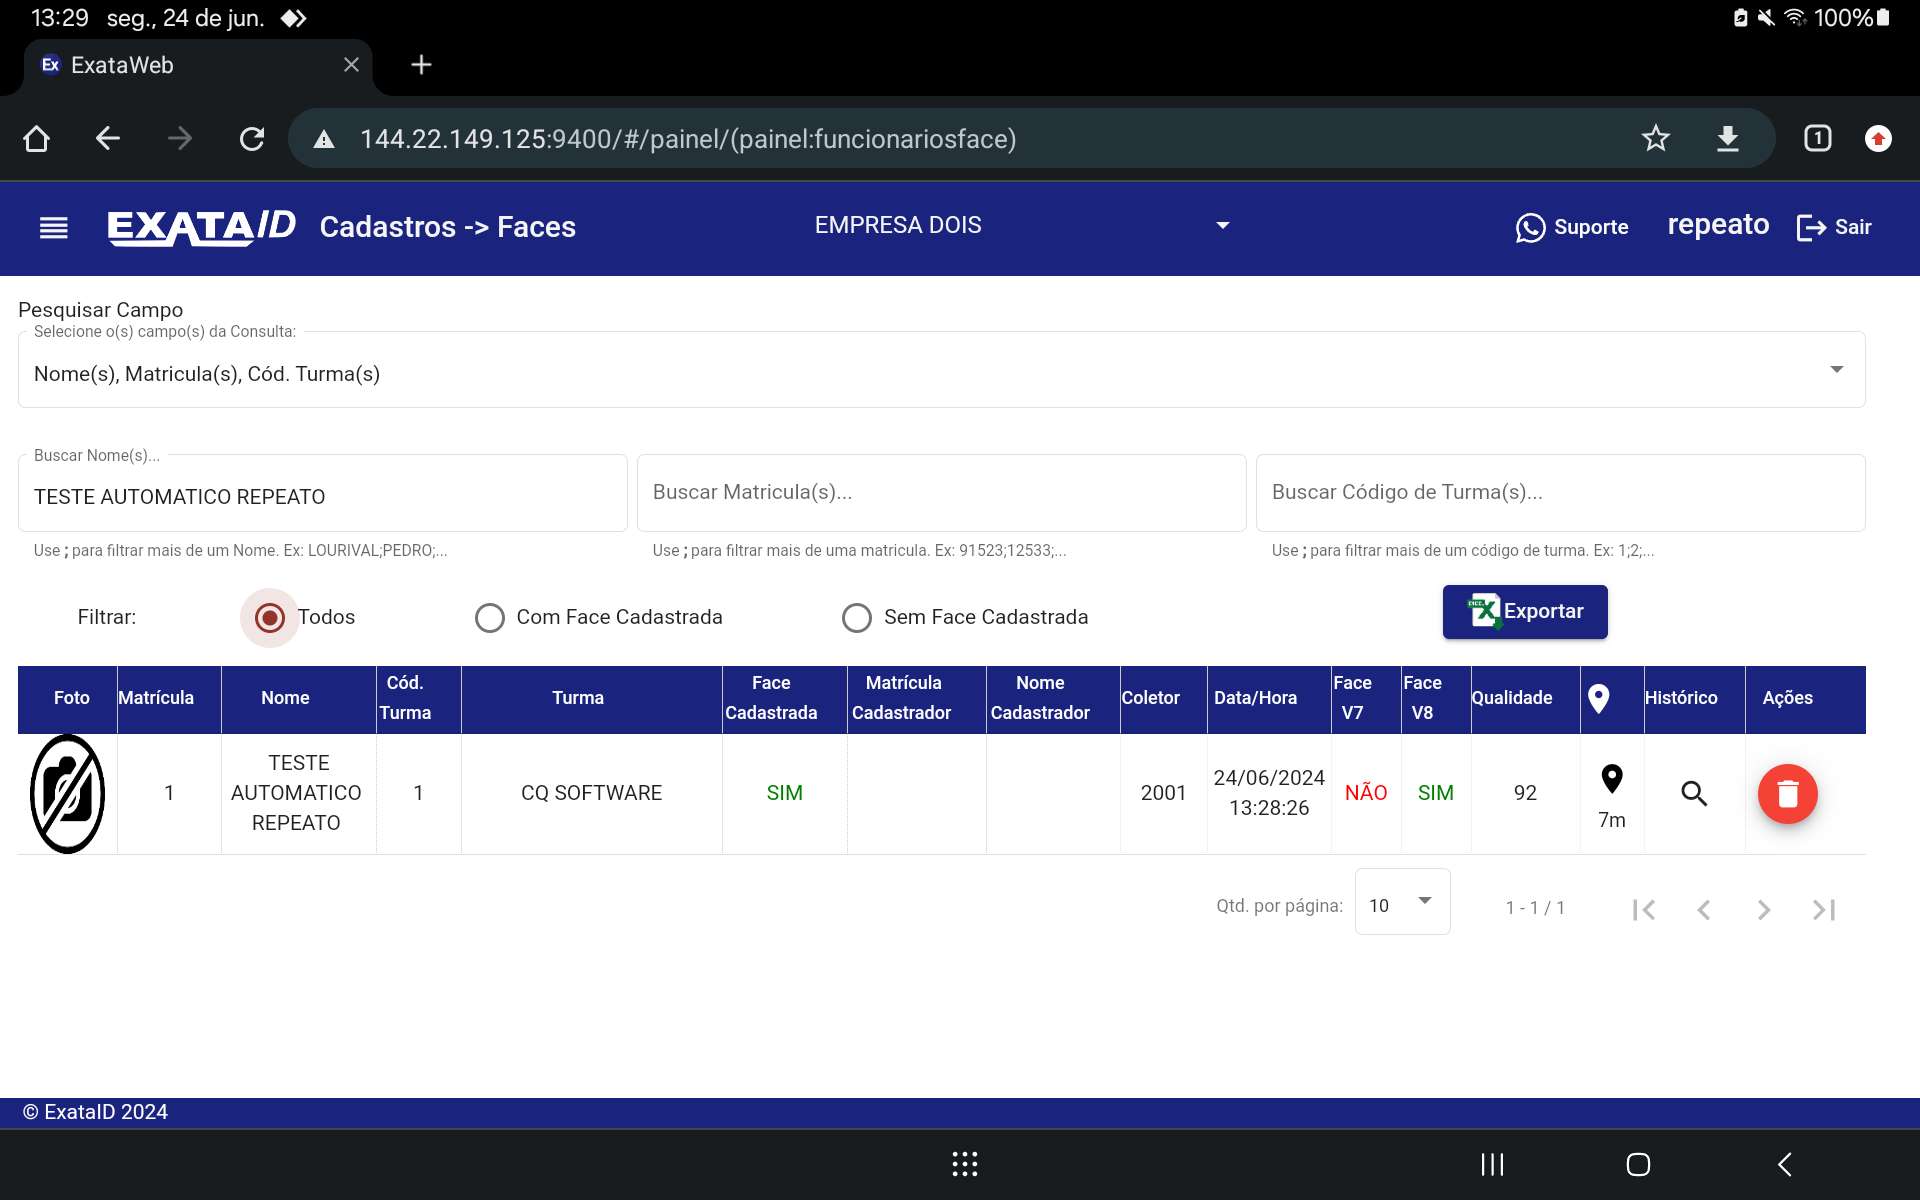 13:29 seg., 24 de jun. 100%
Ex ExataWeb
144.22.149.125:9400/#/painel/(painel:funcionariosface) 1
EXATAID Cadastros -> Faces EMPRESA DOIS Suporte repeato Sair
Pesquisar Campo
Selecione o(s) campo(s) da Consulta:
Nome(s), Matricula(s), Cód. Turma(s)
Buscar Nome(s)...
TESTE AUTOMATICO REPEATO Buscar Matricula(s)... Buscar Código de Turma(s)...
Use ; para filtrar mais de um Nome. Ex: LOURIVAL;PEDRO;... Use ; para filtrar mais de uma matricula. Ex: 91523;12533;... Use ; para filtrar mais de um código de turma. Ex: 1;2;...
Filtrar: Todos Com Face Cadastrada Sem Face Cadastrada Exportar
Foto Matrícula Nome Cód. Turma Turma Face Cadastrada Matrícula Cadastrador Nome Cadastrador Coletor Data/Hora Face V7 Face V8 Qualidade Histórico Ações
1 TESTE AUTOMATICO REPEATO 1 CQ SOFTWARE SIM 2001 24/06/2024 13:28:26 NÃO SIM 92 7m
Qtd. por página: 10 1 - 1 / 1
© ExataID 2024